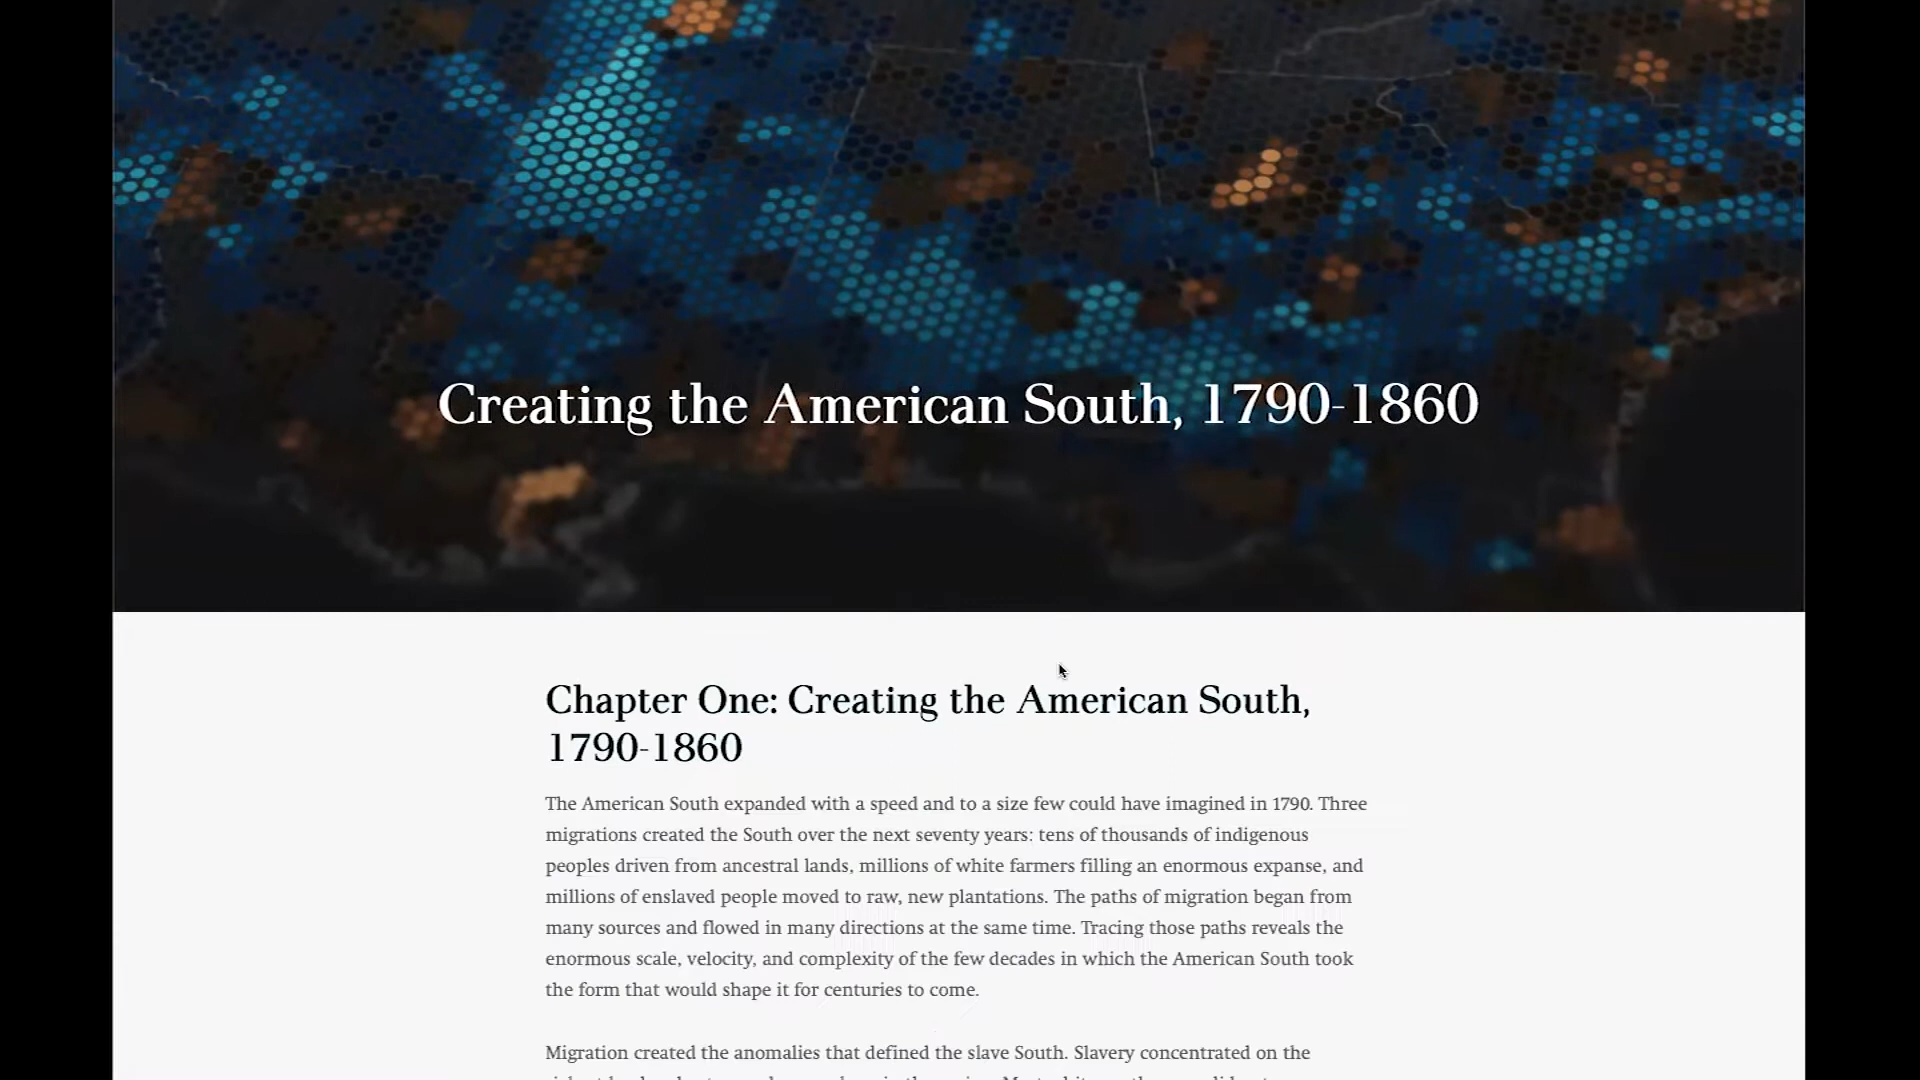 Creating the American South, 1790-1860
Chapter One: Creating the American South,
1790-1860
The American South expanded with a speed and to a size few could have imagined in 1790. Three
migrations created the South over the next seventy years: tens of thousands of indigenous
peoples driven from ancestral lands, millions of white farmers filling an enormous expanse, and
millions of enslaved people moved to raw, new plantations. The paths of migration began from
many sources and flowed in many directions at the same time. Tracing those paths reveals the
enormous scale, velocity, and complexity of the few decades in which the American South took
the form that would shape it for centuries to come.
Migration created the anomalies that defined the slave South. Slavery concentrated on the